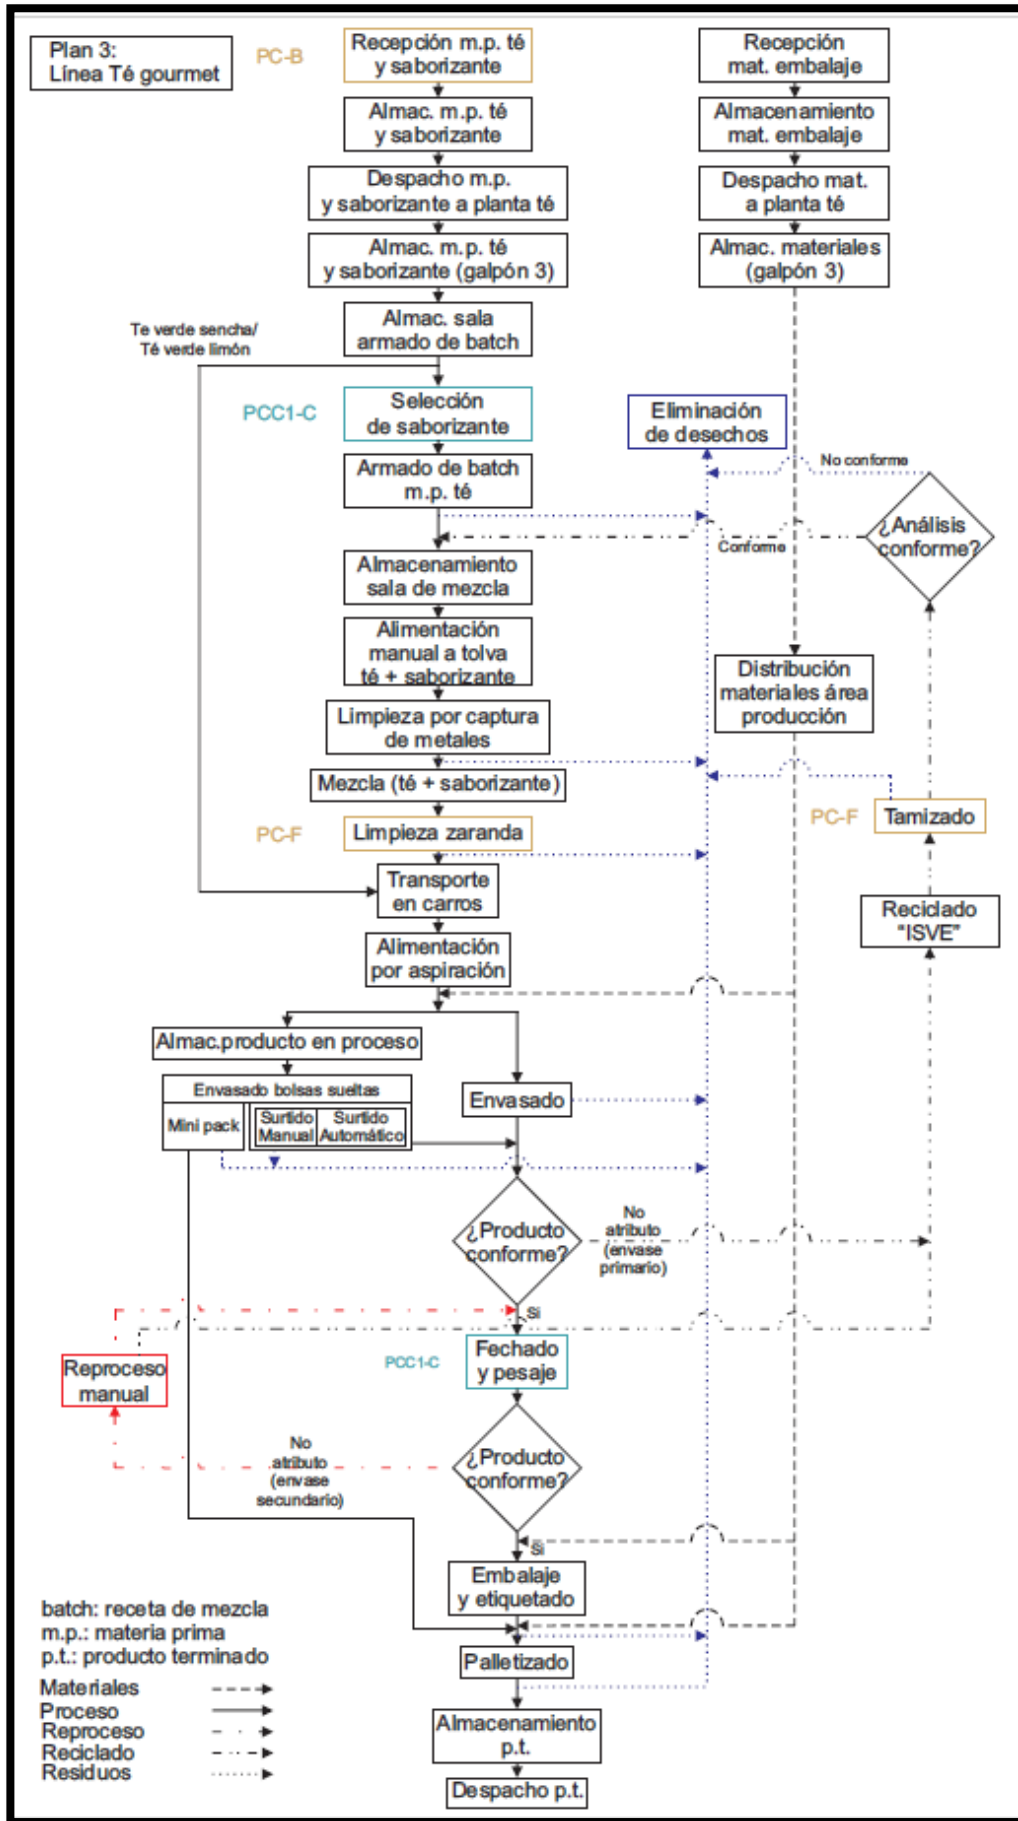 Plan 3:
Línea Té gourmet
PC-B
Recepción m.p. té
y saborizante
Recepción
mat. embalaje
Almac. m.p. té
y saborizante
Almacenamiento
mat. embalaje
Despacho m.p.
y saborizante a planta té
Despacho mat.
a planta té
Almac. m.p. té
y saborizante (galpón 3)
Almac. materiales
(galpón 3)
Almac. sala
armado de batch
Te verde sencha/
Té verde limón
PCC1-C
Selección
de saborizante
Eliminación
de desechos
Armado de batch
m.p. té
No conforme
¿Análisis
conforme?
Conforme
Almacenamiento
sala de mezcla
Alimentación
manual a tolva
té + saborizante
Distribución
materiales área
producción
Limpieza por captura
de metales
Mezcla (té + saborizante)
PC-F
Limpieza zaranda
PC-F
Tamizado
Transporte
en carros
Reciclado
"ISVE"
Alimentación
por aspiración
Almac.producto en proceso
Envasado bolsas sueltas
Mini pack
Surtido
Manual
Surtido
Automático
Envasado
¿Producto
conforme?
No
atributo
(envase
primario)
Si
Reproceso
manual
PCC1-C
Fechado
y pesaje
No
atributo
(envase
secundario)
¿Producto
conforme?
Si
Embalaje
y etiquetado
Palletizado
Almacenamiento
p.t.
Despacho p.t.
batch: receta de mezcla
m.p.: materia prima
p.t.: producto terminado
Materiales
Proceso
Reproceso
Reciclado
Residuos